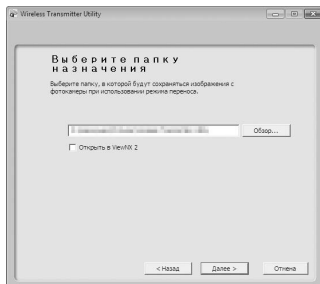 Wireless Transmitter Utility
Выберите папку
назначения
Выберите папку, в которой будут сохраняться изображения с
фотокамеры при использовании режима переноса.
Обзор...
Открыть в ViewNX 2
< Назад
Далее >
Отмена